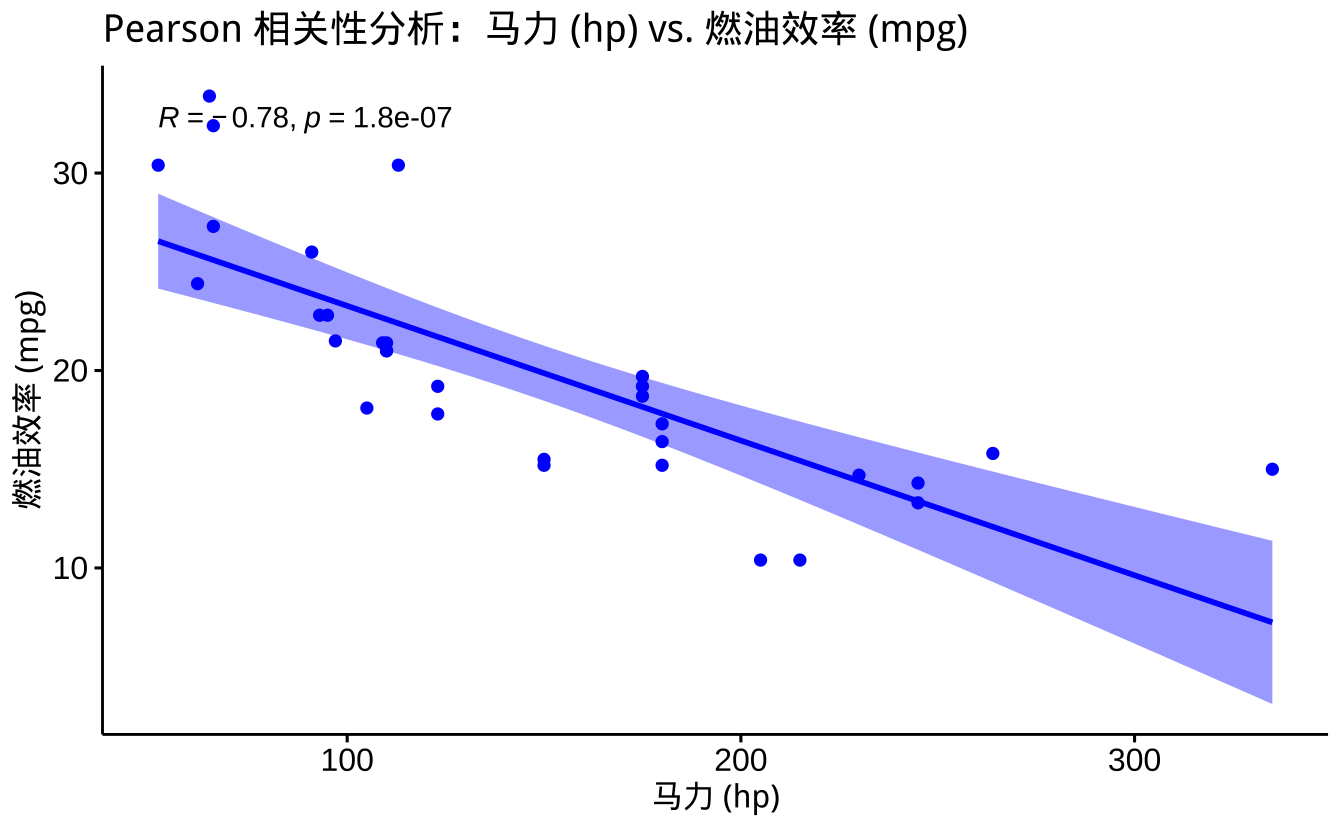 Pearson 相关性分析：马力 (hp) vs. 燃油效率 (mpg)
R = −0.78, p = 1.8e-07
30
20
10
燃油效率 (mpg)
100 200 300
马力 (hp)